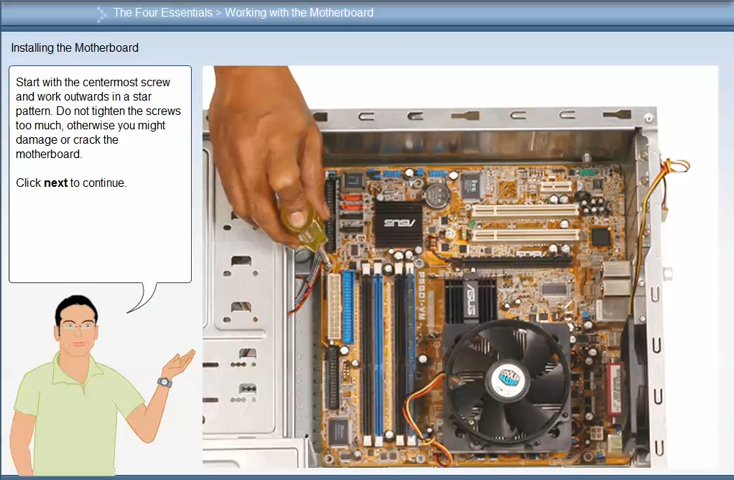 The Four Essentials > Working with the Motherboard
Installing the Motherboard
Start with the centermost screw
and work outwards in a star
pattern. Do not tighten the screws
too much, otherwise you might
damage or crack the
motherboard.
Click next to continue.
ASUS
ASUS